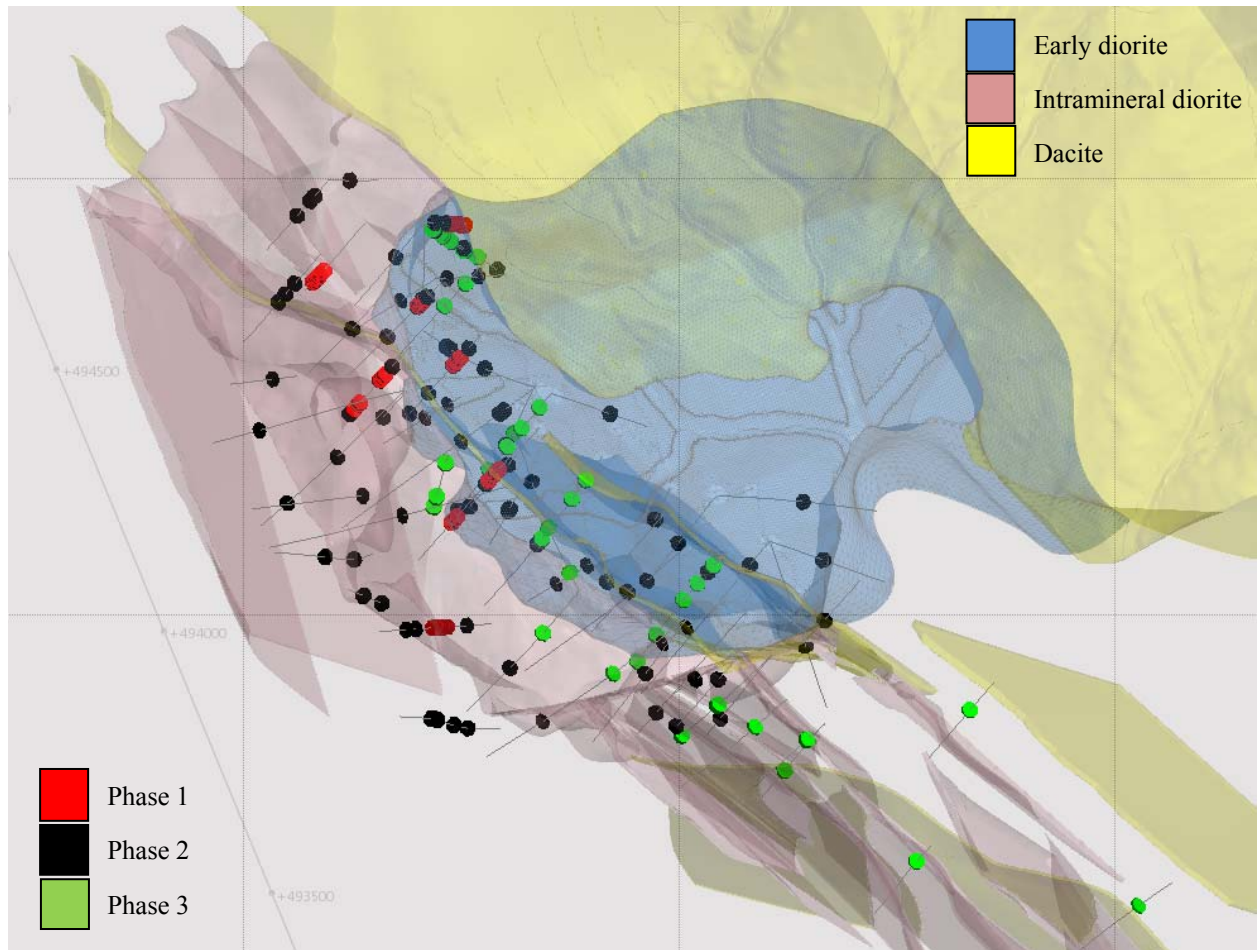 Early diorite
Intramineral diorite
Dacite
+494500
+494000
+493500
Phase 1
Phase 2
Phase 3